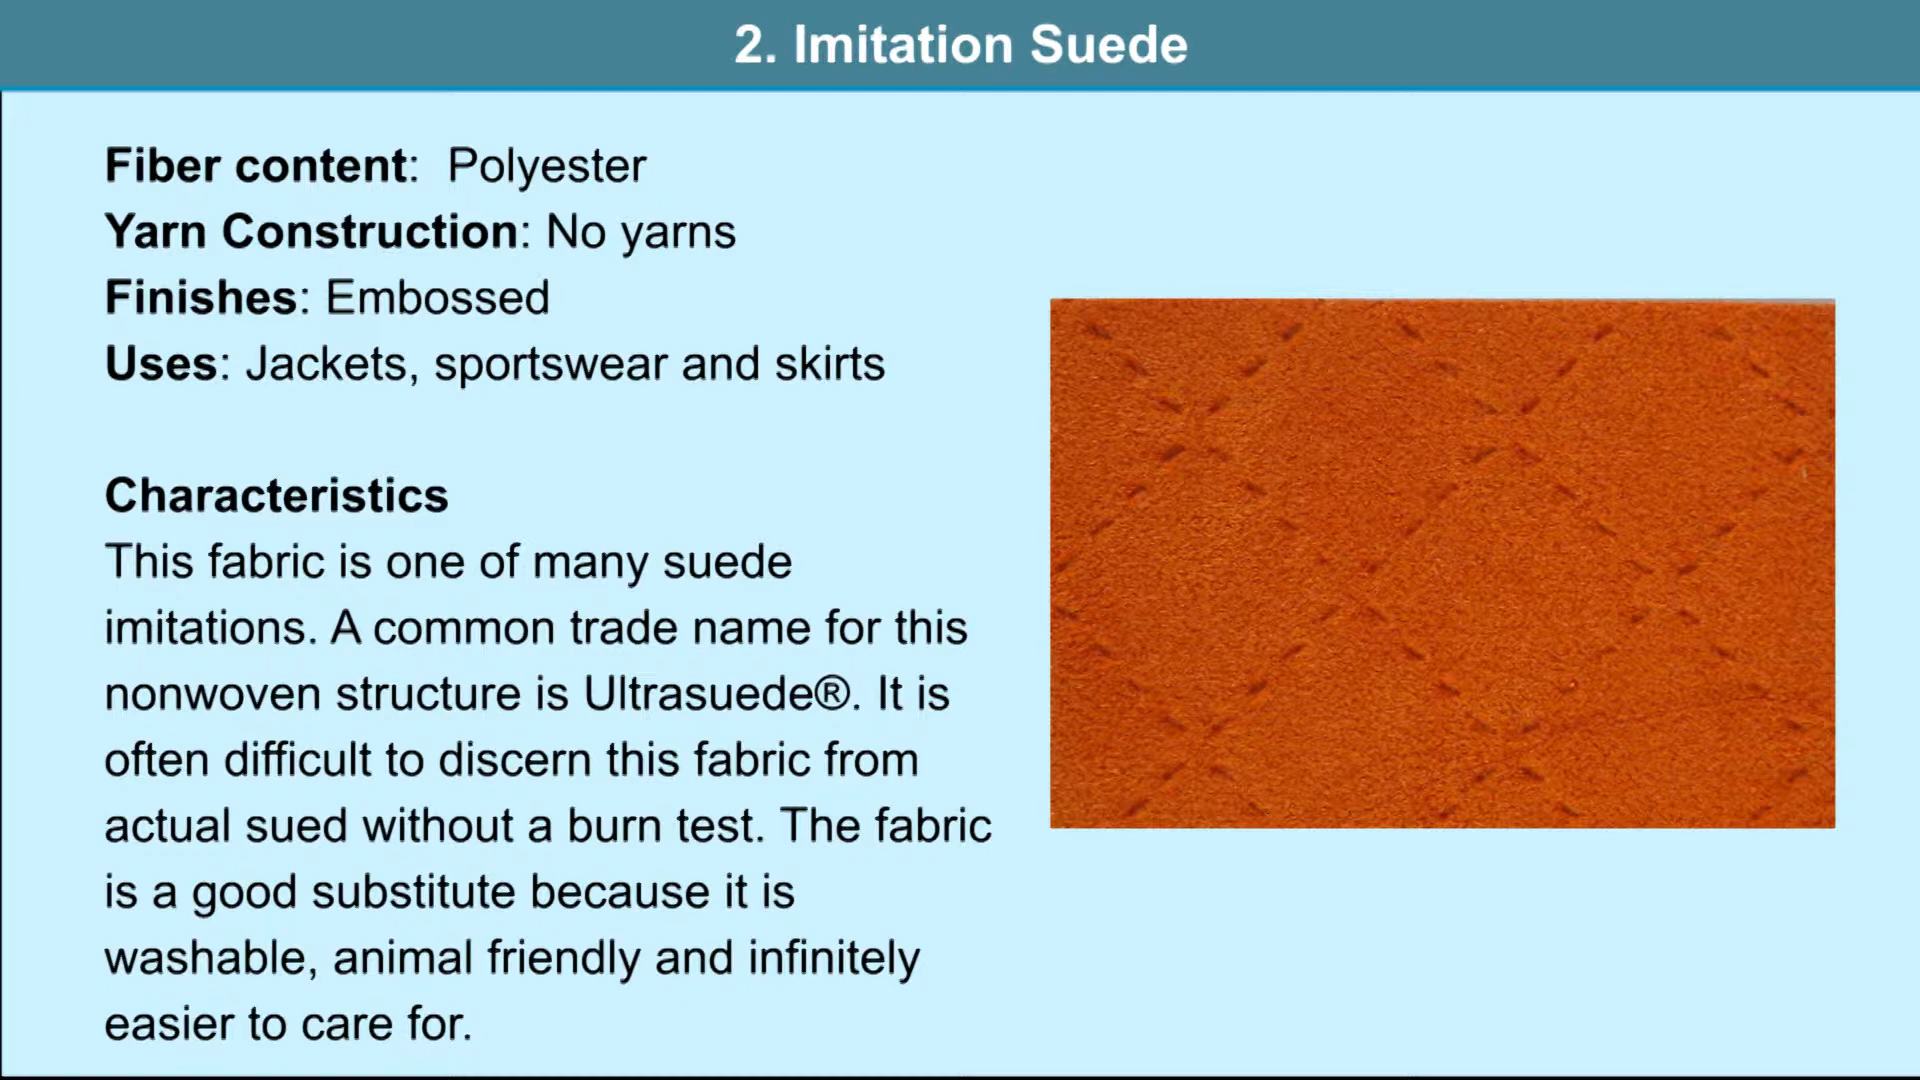 2. Imitation Suede
Fiber content:  Polyester
Yarn Construction: No yarns
Finishes: Embossed
Uses: Jackets, sportswear and skirts
Characteristics
This fabric is one of many suede
imitations. A common trade name for this
nonwoven structure is Ultrasuede®. It is
often difficult to discern this fabric from
actual sued without a burn test. The fabric
is a good substitute because it is
washable, animal friendly and infinitely
easier to care for.